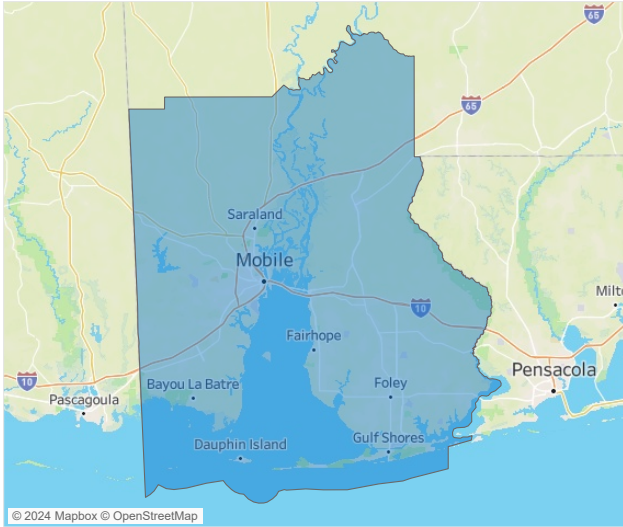 65
65
Saraland
Mobile
10
Milt
Fairhope
10
Pensacola
Bayou La Batre
Foley
Pascagoula
Gulf Shores
Dauphin Island
© 2024 Mapbox © OpenStreetMap